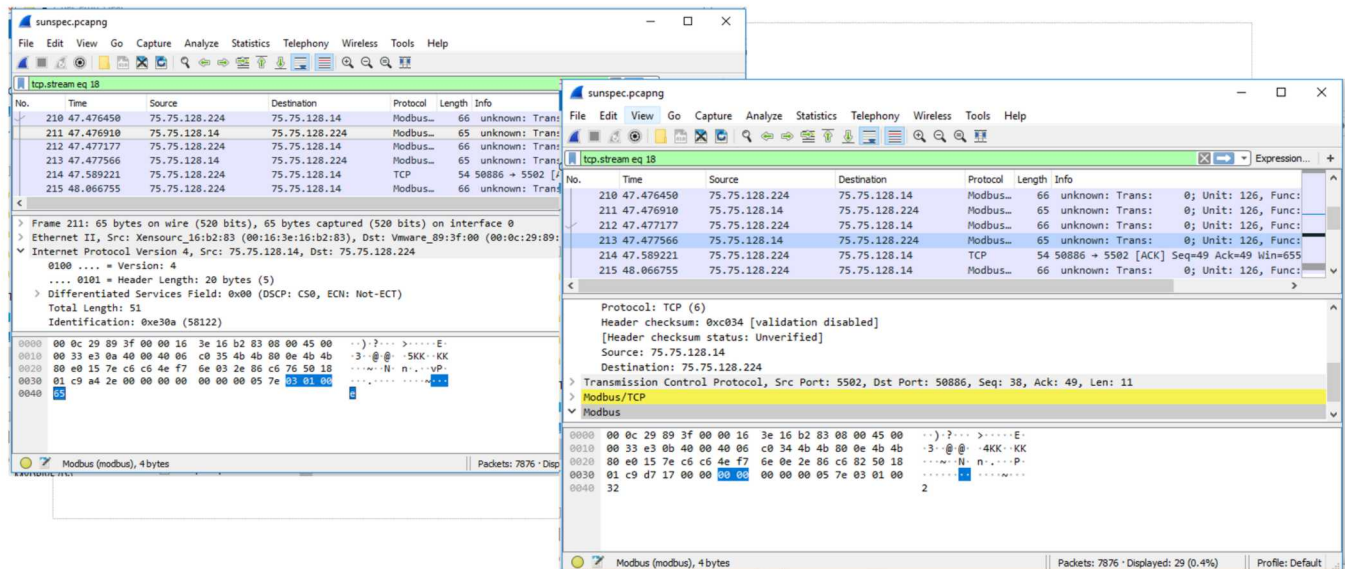 sunspec.pcapng
File Edit View Go Capture Analyze Statistics Telephony Wireless Tools Help
tcp.stream eq 18
No. Time Source Destination Protocol Length Info
210 47.476450 75.75.128.224 75.75.128.14 Modbus… 66 unknown: Trans
211 47.476910 75.75.128.14 75.75.128.224 Modbus… 65 unknown: Trans
212 47.477177 75.75.128.224 75.75.128.14 Modbus… 66 unknown: Trans
213 47.477566 75.75.128.14 75.75.128.224 Modbus… 65 unknown: Trans
214 47.589221 75.75.128.224 75.75.128.14 TCP 54 50886 → 5502 [A
215 48.066755 75.75.128.224 75.75.128.14 Modbus… 66 unknown: Trans
Frame 211: 65 bytes on wire (520 bits), 65 bytes captured (520 bits) on interface 0
Ethernet II, Src: Xensourc_16:b2:83 (00:16:3e:16:b2:83), Dst: Vmware_89:3f:00 (00:0c:29:89:
Internet Protocol Version 4, Src: 75.75.128.14, Dst: 75.75.128.224
0100 .... = Version: 4
.... 0101 = Header Length: 20 bytes (5)
Differentiated Services Field: 0x00 (DSCP: CS0, ECN: Not-ECT)
Total Length: 51
Identification: 0xe30a (58122)
0000 00 0c 29 89 3f 00 00 16 3e 16 b2 83 08 00 45 00 ··)·?··· >·····E·
0010 00 33 e3 0a 40 00 40 06 c0 35 4b 4b 80 0e 4b 4b ·3··@·@· ·5KK··KK
0020 80 e0 15 7e c6 c6 4e f7 6e 03 2e 86 c6 76 50 18 ···~··N· n·.··vP·
0030 01 c9 a4 2e 00 00 00 00 00 00 00 05 7e 03 01 00 ···.···· ····~···
0040 65 e
Modbus (modbus), 4 bytes
Packets: 7876 · Disp
sunspec.pcapng
File Edit View Go Capture Analyze Statistics Telephony Wireless Tools Help
tcp.stream eq 18 Expression… +
No. Time Source Destination Protocol Length Info
210 47.476450 75.75.128.224 75.75.128.14 Modbus… 66 unknown: Trans: 0; Unit: 126, Func:
211 47.476910 75.75.128.14 75.75.128.224 Modbus… 65 unknown: Trans: 0; Unit: 126, Func:
212 47.477177 75.75.128.224 75.75.128.14 Modbus… 66 unknown: Trans: 0; Unit: 126, Func:
213 47.477566 75.75.128.14 75.75.128.224 Modbus… 65 unknown: Trans: 0; Unit: 126, Func:
214 47.589221 75.75.128.224 75.75.128.14 TCP 54 50886 → 5502 [ACK] Seq=49 Ack=49 Win=655
215 48.066755 75.75.128.224 75.75.128.14 Modbus… 66 unknown: Trans: 0; Unit: 126, Func:
Protocol: TCP (6)
Header checksum: 0xc034 [validation disabled]
[Header checksum status: Unverified]
Source: 75.75.128.14
Destination: 75.75.128.224
Transmission Control Protocol, Src Port: 5502, Dst Port: 50886, Seq: 38, Ack: 49, Len: 11
Modbus/TCP
Modbus
0000 00 0c 29 89 3f 00 00 16 3e 16 b2 83 08 00 45 00 ··)·?··· >·····E·
0010 00 33 e3 0b 40 00 40 06 c0 34 4b 4b 80 0e 4b 4b ·3··@·@· ·4KK··KK
0020 80 e0 15 7e c6 c6 4e f7 6e 0e 2e 86 c6 82 50 18 ···~··N· n·.···P·
0030 01 c9 d7 17 00 00 00 00 00 00 00 05 7e 03 01 00 ········ ····~···
0040 32 2
Modbus (modbus), 4 bytes
Packets: 7876 · Displayed: 29 (0.4%)
Profile: Default